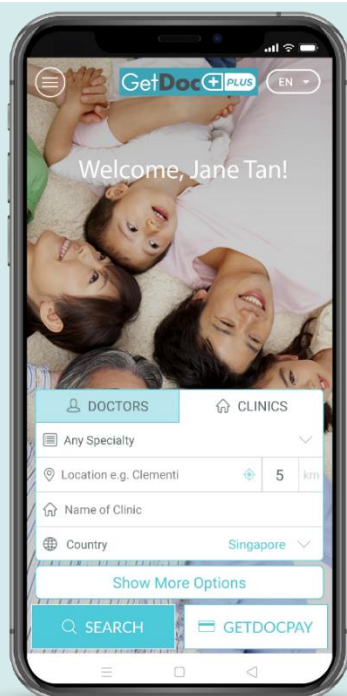 GetDoc PLUS
EN
Welcome, Jane Tan!
DOCTORS
CLINICS
Any Specialty
Location e.g. Clementi
5
km
Name of Clinic
Country
Singapore
Show More Options
SEARCH
GETDOCPAY